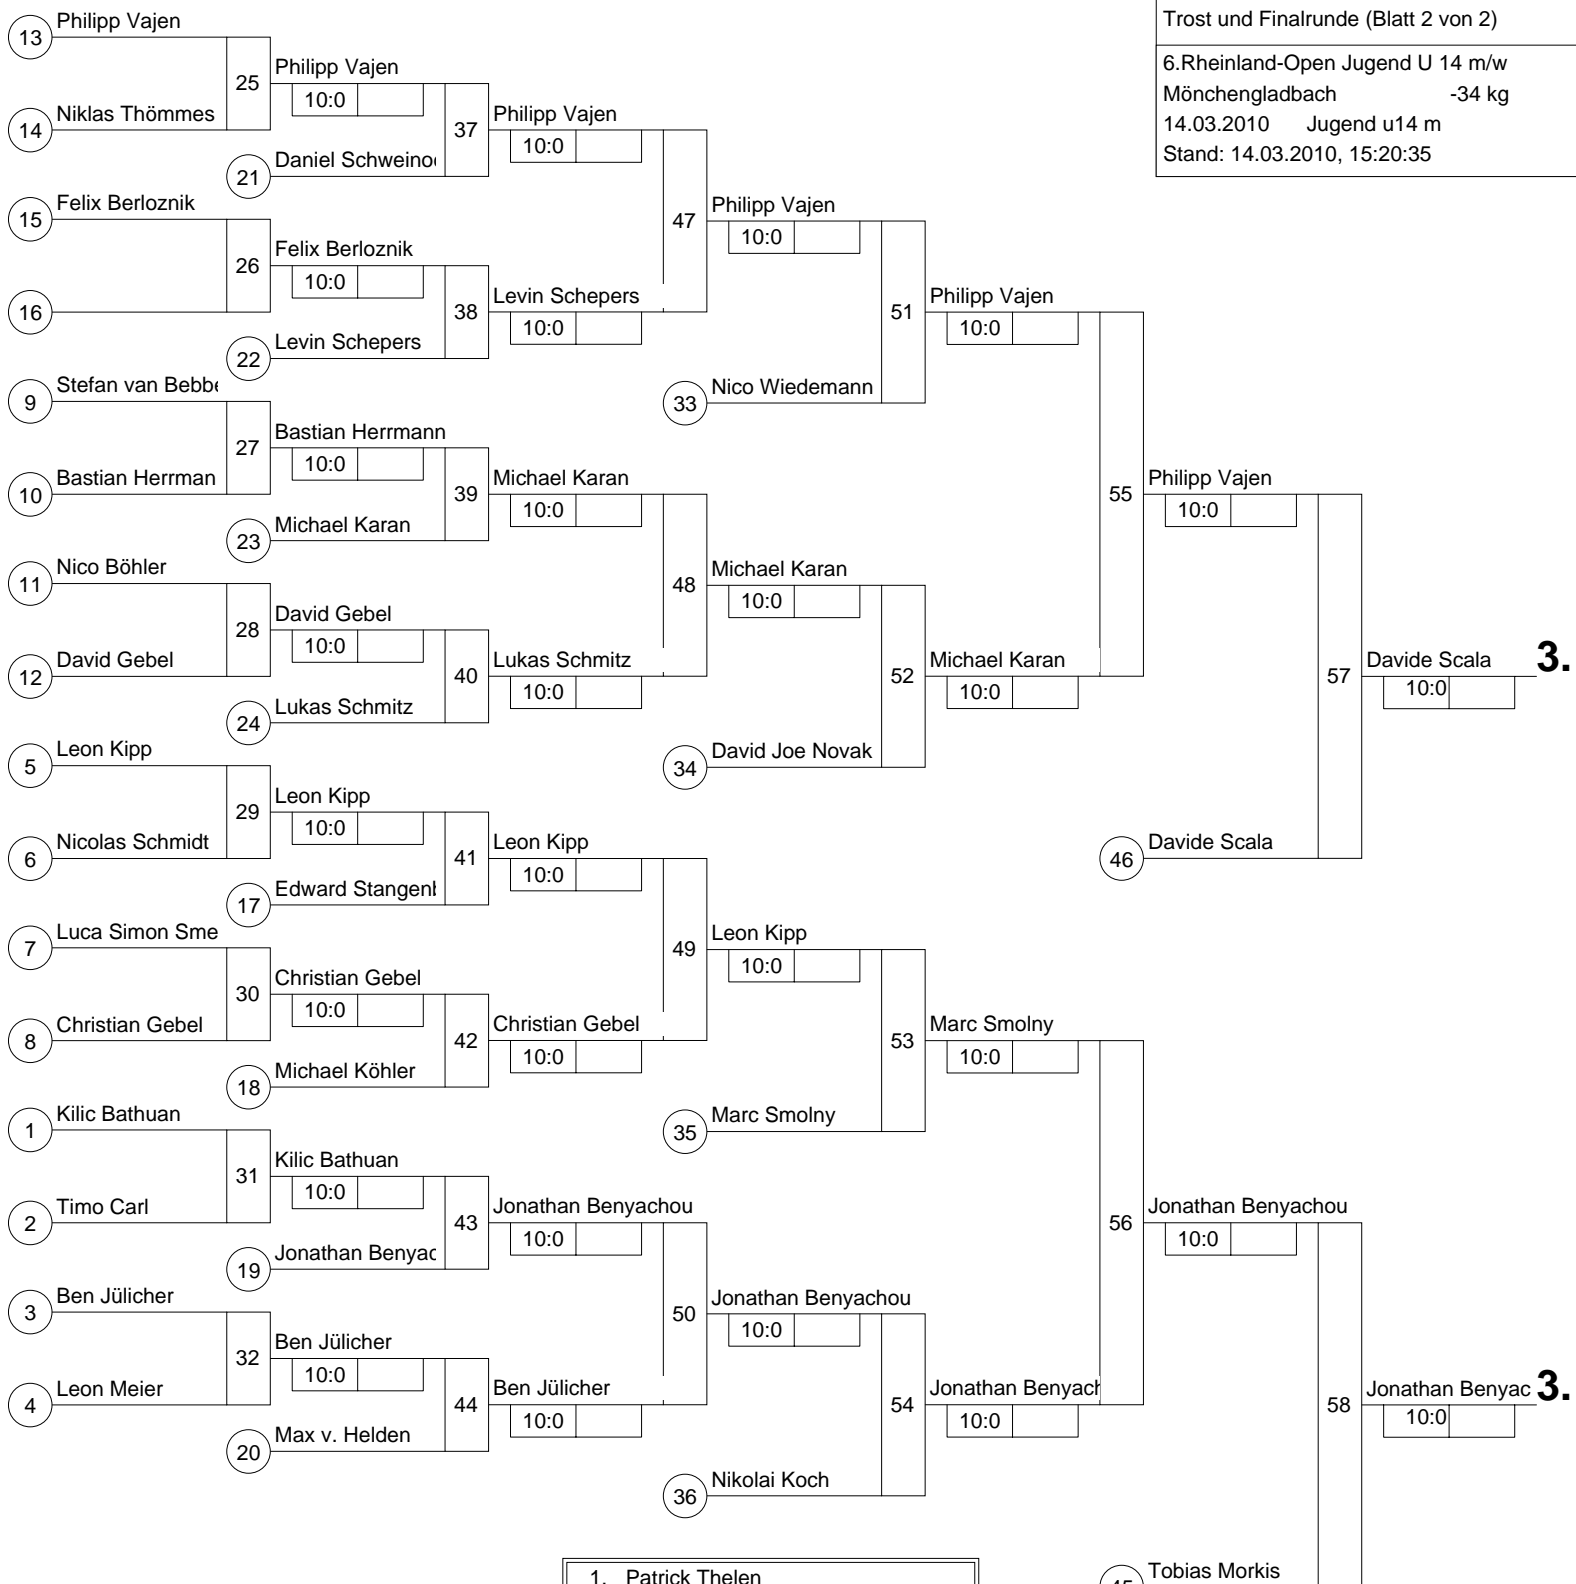 Trost und Finalrunde (Blatt 2 von 2)
6.Rheinland-Open Jugend U 14 m/w
Mönchengladbach -34 kg
14.03.2010 Jugend u14 m
Stand: 14.03.2010, 15:20:35
13 Philipp Vajen
25
14 Niklas Thömmes
Philipp Vajen
10:0
37
21 Daniel Schweino
Philipp Vajen
10:0
15 Felix Berloznik
26
16
Felix Berloznik
10:0
38
22 Levin Schepers
Levin Schepers
10:0
47
Philipp Vajen
10:0
51
33 Nico Wiedemann
Philipp Vajen
10:0
9 Stefan van Bebbe
27
10 Bastian Herrman
Bastian Herrmann
10:0
39
23 Michael Karan
Michael Karan
10:0
11 Nico Böhler
28
12 David Gebel
David Gebel
10:0
40
24 Lukas Schmitz
Lukas Schmitz
10:0
48
Michael Karan
10:0
52
34 David Joe Novak
Michael Karan
10:0
55
Philipp Vajen
10:0
57
46 Davide Scala
Davide Scala 3.
10:0
5 Leon Kipp
29
6 Nicolas Schmidt
Leon Kipp
10:0
41
17 Edward Stangen
Leon Kipp
10:0
7 Luca Simon Sme
30
8 Christian Gebel
Christian Gebel
10:0
42
18 Michael Köhler
Christian Gebel
10:0
49
Leon Kipp
10:0
53
35 Marc Smolny
Marc Smolny
10:0
1 Kilic Bathuan
31
2 Timo Carl
Kilic Bathuan
10:0
43
19 Jonathan Benyac
Jonathan Benyachou
10:0
3 Ben Jülicher
32
4 Leon Meier
Ben Jülicher
10:0
44
20 Max v. Helden
Ben Jülicher
10:0
50
Jonathan Benyachou
10:0
54
36 Nikolai Koch
Jonathan Benyach
10:0
56
Jonathan Benyachou
10:0
58
45 Tobias Morkis
Jonathan Benyac 3.
10:0
1. Patrick Thelen